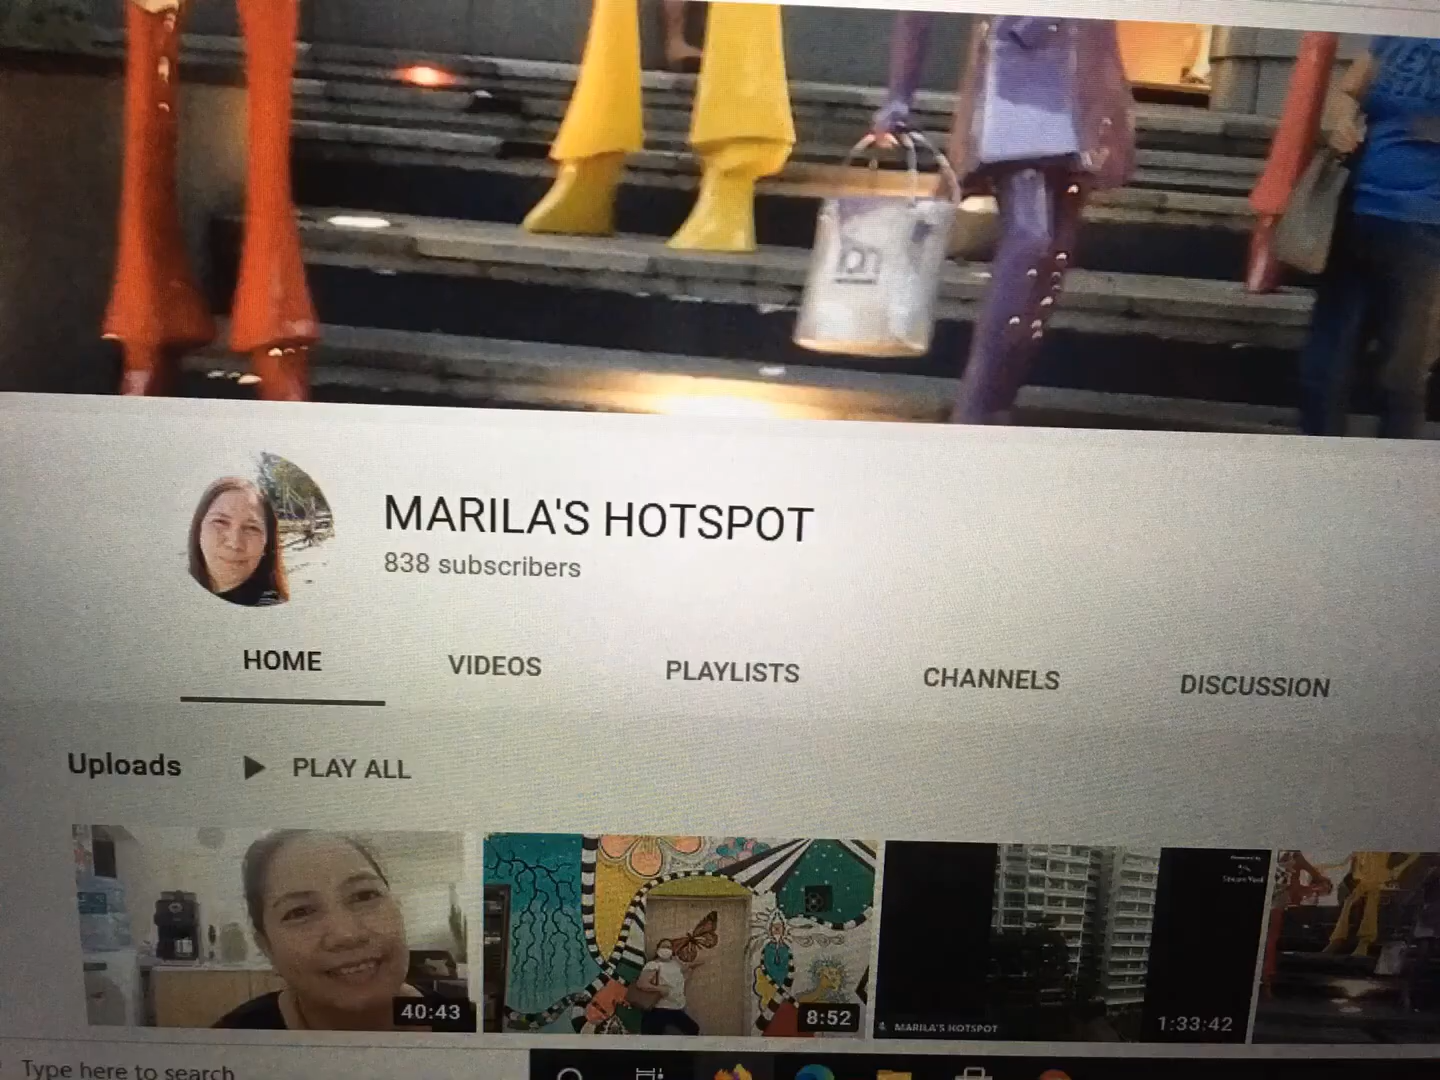 MARILA'S HOTSPOT
838 subscribers
HOME
VIDEOS
PLAYLISTS
CHANNELS
DISCUSSION
Uploads
PLAY ALL
40:43
8:52
MARILA'S HOTSPOT
1:33:42
Type here to search